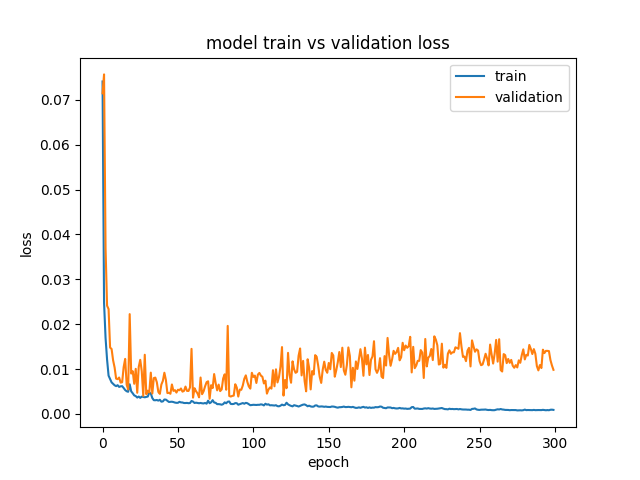 model train vs validation loss
train
validation
loss
0.07
0.06
0.05
0.04
0.03
0.02
0.01
0.00
0 50 100 150 200 250 300
epoch